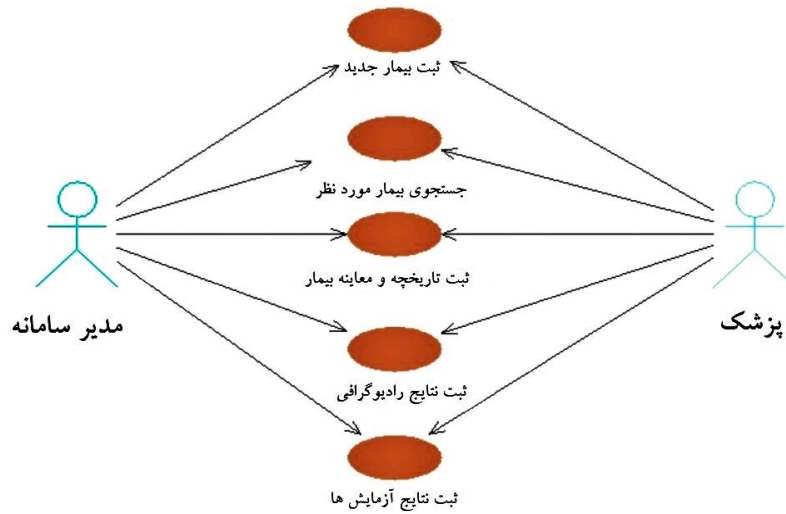 ثبت بیمار جدید
جستجوی بیمار مورد نظر
ثبت تاریخچه و معاینه بیمار
پزشک
مدیر سامانه
ثبت نتایج رادیوگرافی
ثبت نتایج آزمایش ها